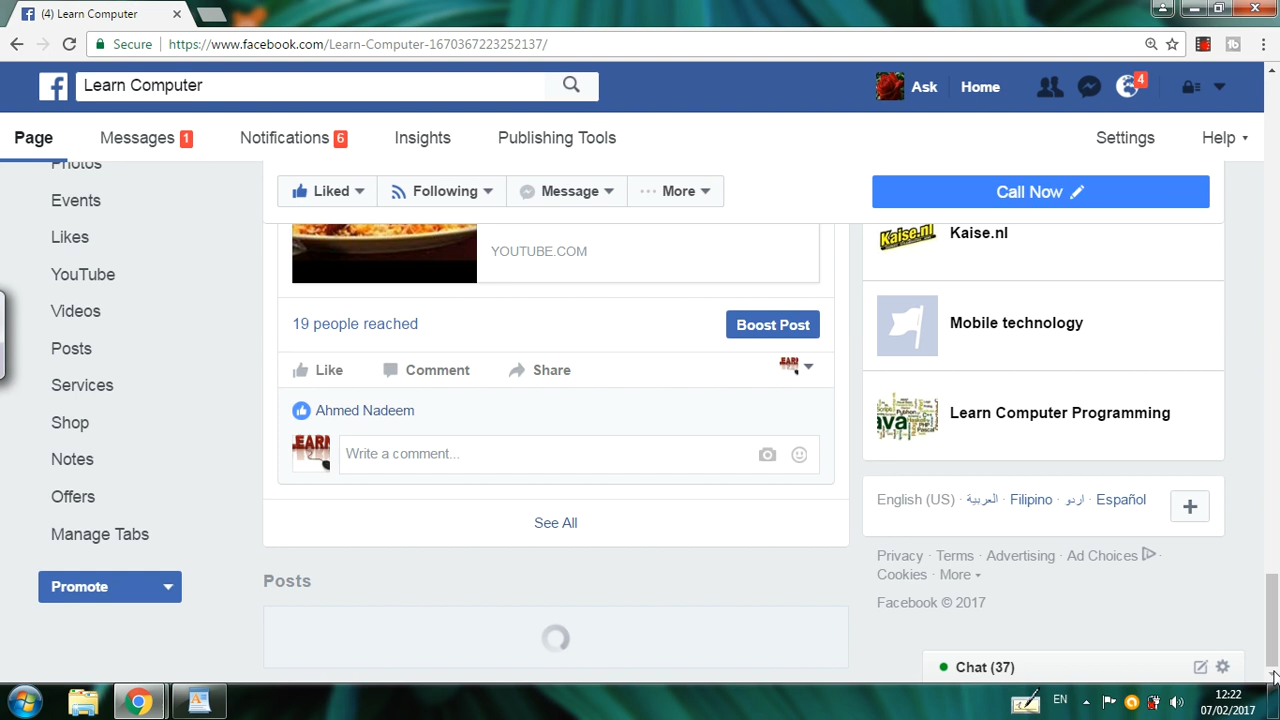 (4) Learn Computer
Secure https://www.facebook.com/Learn-Computer-1670367223252137/
Learn Computer
Ask Home 4
Page Messages 1 Notifications 6 Insights Publishing Tools Settings Help
Photos
Liked Following Message More Call Now
Events
Likes
YouTube
Videos
Posts
Services
Shop
Notes
Offers
Manage Tabs
Promote
YOUTUBE.COM
19 people reached Boost Post
Like Comment Share
Ahmed Nadeem
EARN
Write a comment...
See All
Posts
Kaise.nl
Kaise.nl
Mobile technology
Learn Computer Programming
English (US) · العربية · Filipino · اردو · Español
Privacy · Terms · Advertising · Ad Choices ·
Cookies · More
Facebook © 2017
Chat (37)
EN 12:22
07/02/2017